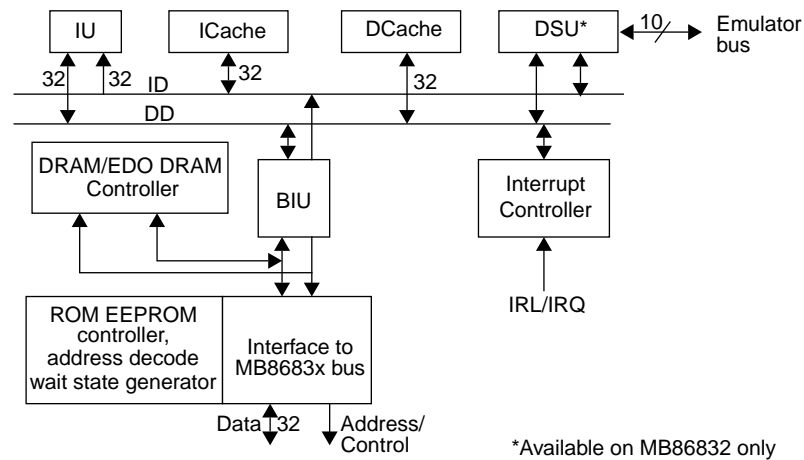 IU
ICache
DCache
DSU*
10
Emulator
bus
32
32
32
32
ID
DD
DRAM/EDO DRAM
Controller
BIU
Interrupt
Controller
IRL/IRQ
ROM EEPROM
controller,
address decode
wait state generator
Interface to
MB8683x bus
Data
32
Address/
Control
*Available on MB86832 only